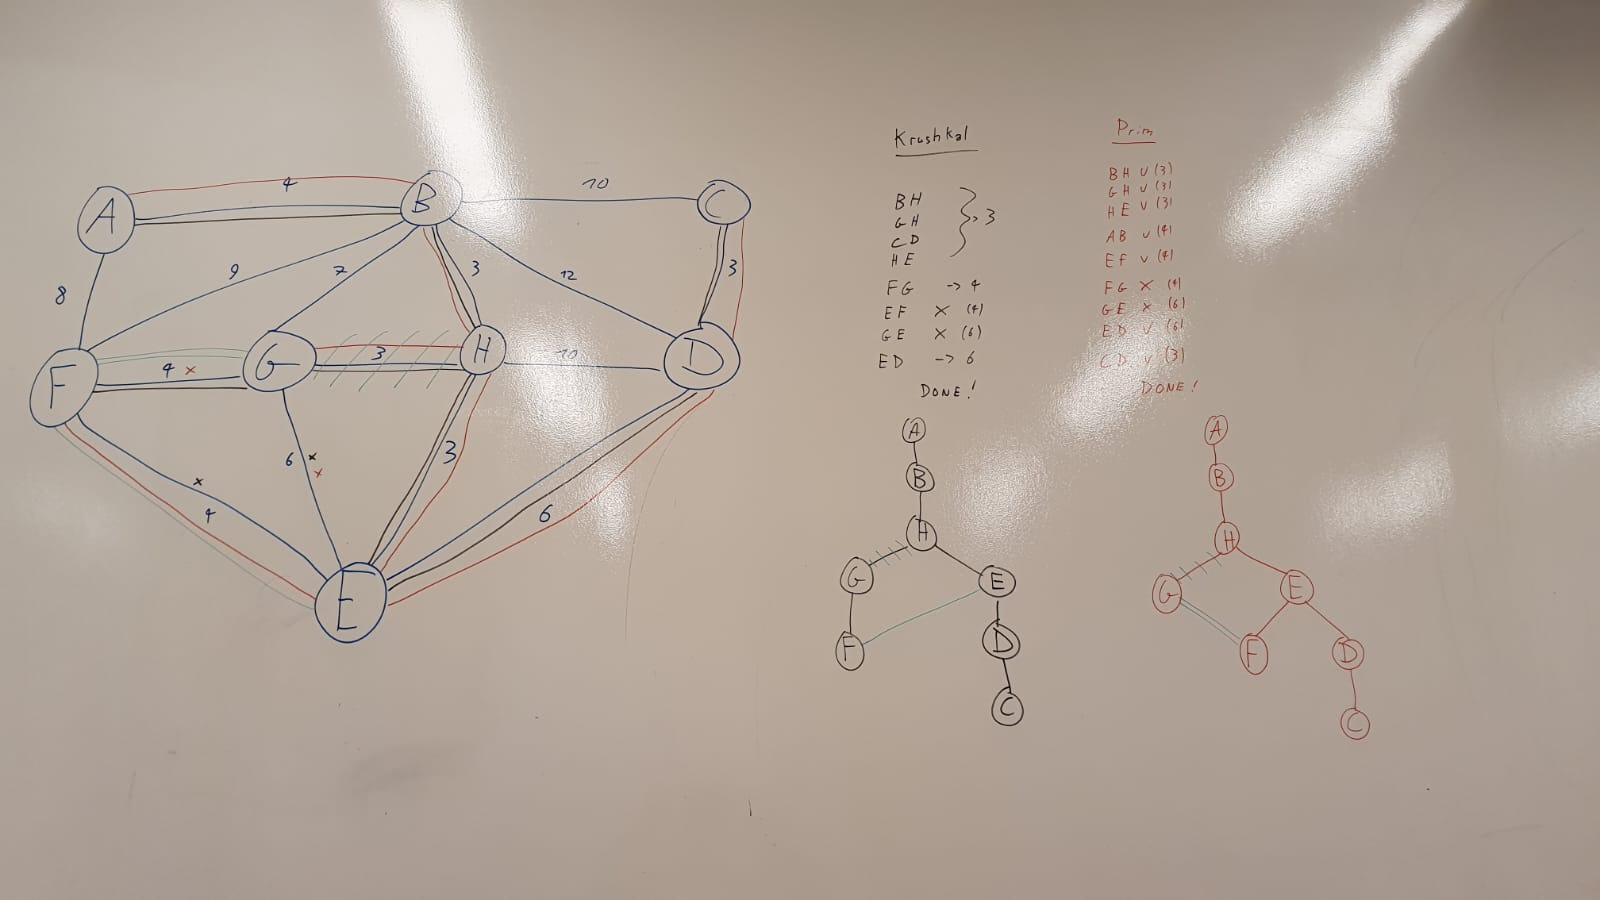 A
4
B
10
C
8
9
7
3
12
3
F
4 x
G
3
H
10
D
6 x
x
x
4
3
6
E
Krushkal
BH
GH
CD
HE
3
FG -> 4
EF X (4)
GE X (6)
ED -> 6
DONE!
A
B
H
G
E
F
D
C
Prim
BH v (3)
GH v (3)
HE v (3)
AB v (4)
EF v (4)
FG X (4)
GE x (6)
ED v (6)
CD v (3)
DONE!
A
B
H
G
E
F
D
C